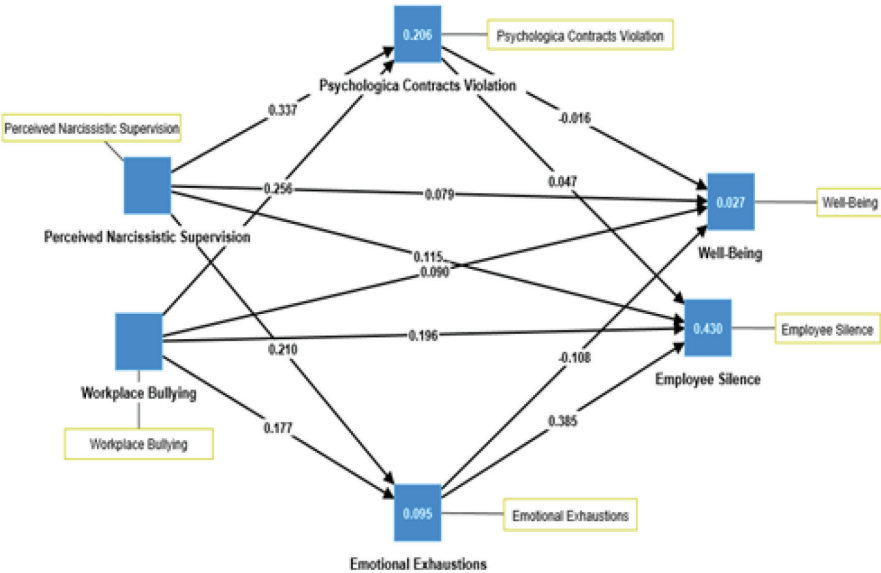 0.206
Psychologica Contracts Violation
Psychologica Contracts Violation
0.337
-0.016
Perceived Narcissistic Supervision
0.256
0.079
0.047
0.027
Well-Being
Perceived Narcissistic Supervision
Well-Being
0.115
0.090
0.196
0.430
Employee Silence
0.210
-0.108
Employee Silence
Workplace Bullying
0.177
0.385
Workplace Bullying
0.095
Emotional Exhaustions
Emotional Exhaustions